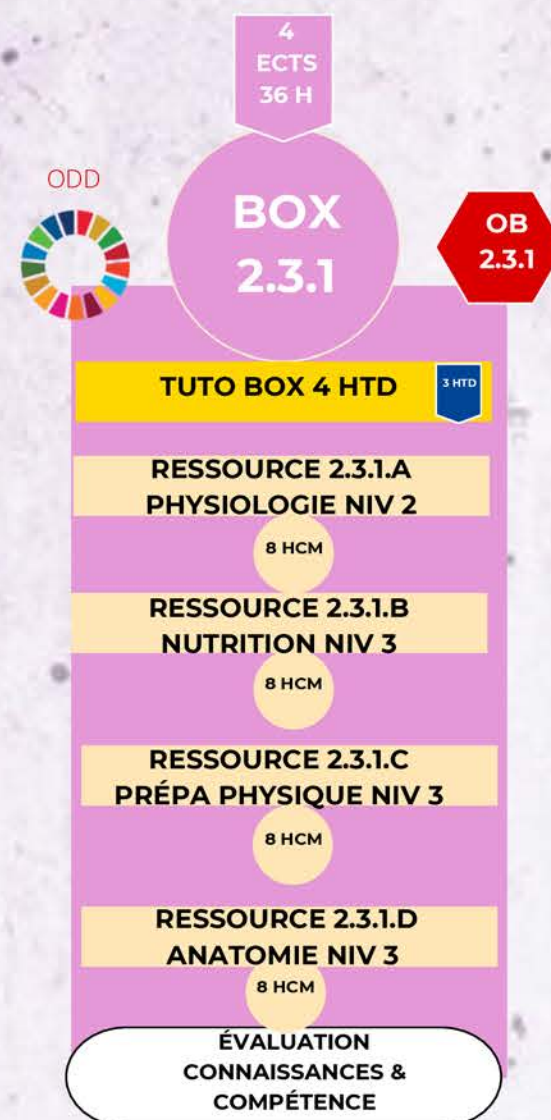 4
ECTS
36 H
ODD
BOX
2.3.1
OB
2.3.1
TUTO BOX 4 HTD
3 HTD
RESSOURCE 2.3.1.A
PHYSIOLOGIE NIV 2
8 HCM
RESSOURCE 2.3.1.B
NUTRITION NIV 3
8 HCM
RESSOURCE 2.3.1.C
PRÉPA PHYSIQUE NIV 3
8 HCM
RESSOURCE 2.3.1.D
ANATOMIE NIV 3
8 HCM
ÉVALUATION
CONNAISSANCES &
COMPÉTENCE